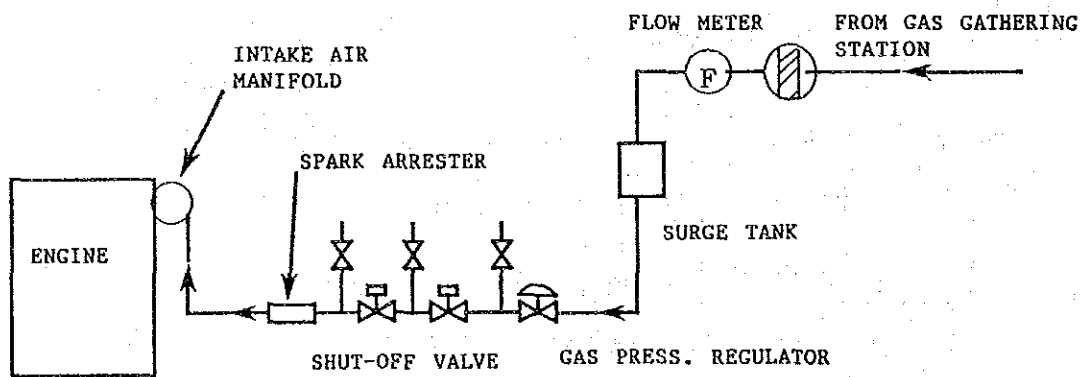 FLOW METER
FROM GAS GATHERING
STATION
INTAKE AIR
MANIFOLD
F
SPARK ARRESTER
SURGE TANK
ENGINE
SHUT-OFF VALVE
GAS PRESS. REGULATOR